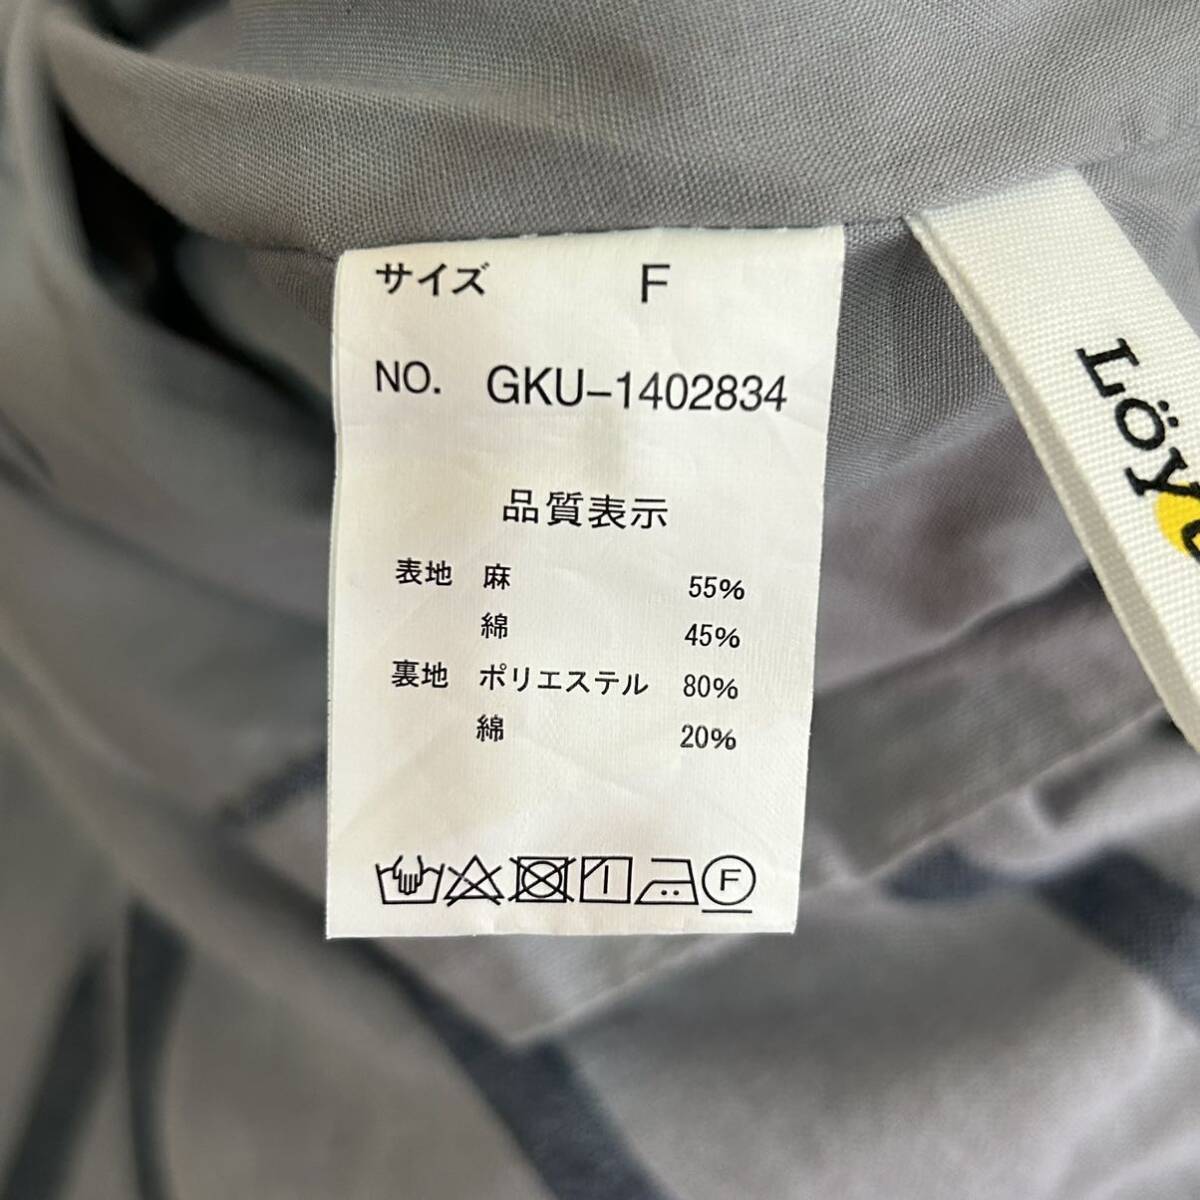 サイズ F
NO. GKU-1402834
品質表示
表地 麻 55%
綿 45%
裏地 ポリエステル 80%
綿 20%
F